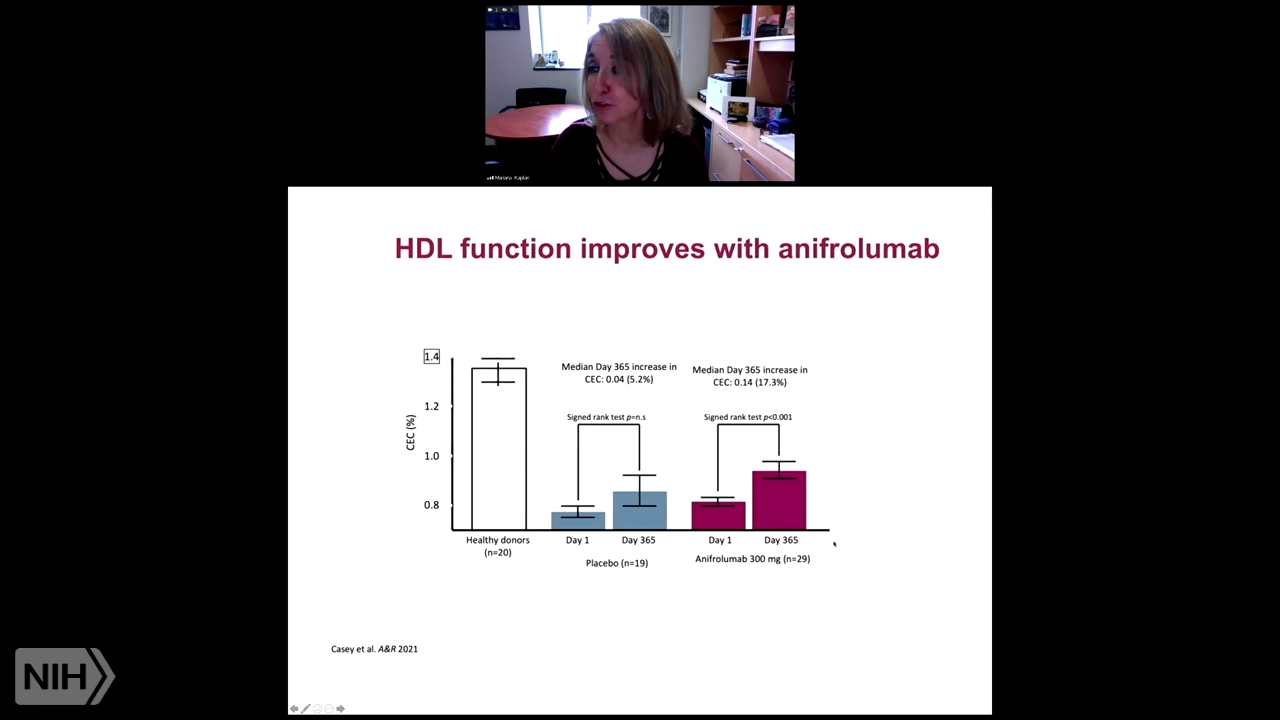 Mariana Kaplan
HDL function improves with anifrolumab
1.4
1.2
1.0
0.8
CEC (%)
Median Day 365 increase in
CEC: 0.04 (5.2%)
Median Day 365 increase in
CEC: 0.14 (17.3%)
Signed rank test p=n.s
Signed rank test p<0.001
Healthy donors
(n=20)
Day 1
Day 365
Placebo (n=19)
Day 1
Day 365
Anifrolumab 300 mg (n=29)
Casey et al. A&R 2021
NIH